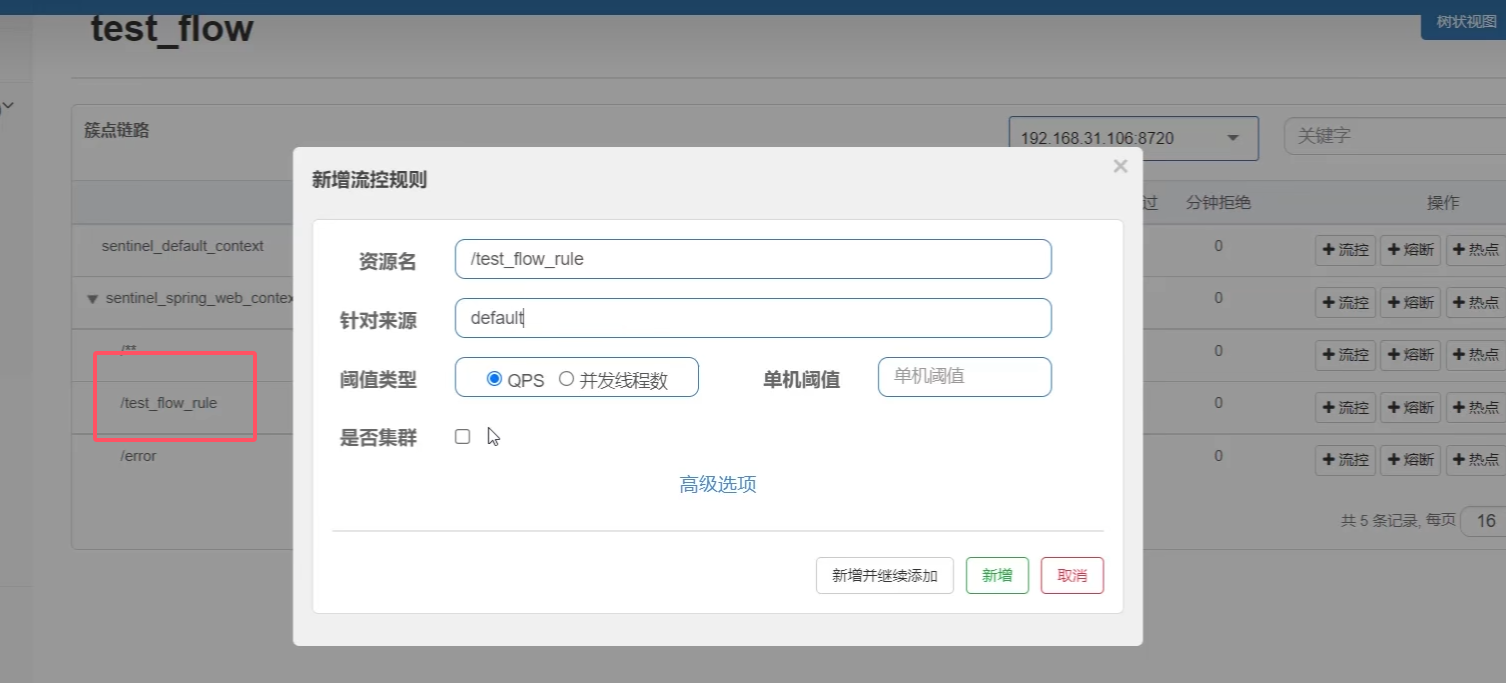 test_flow
树状视图
簇点链路
192.168.31.106:8720
关键字
新增流控规则
过 分钟拒绝 操作
资源名 /test_flow_rule
sentinel_default_context
0 流控 熔断 热点
针对来源 default
sentinel_spring_web_contex
0 流控 熔断 热点
/**
0 流控 熔断 热点
阈值类型 QPS 并发线程数 单机阈值 单机阈值
/test_flow_rule
0 流控 熔断 热点
是否集群
/error
0 流控 熔断 热点
高级选项
共 5 条记录, 每页 16
新增并继续添加 新增 取消